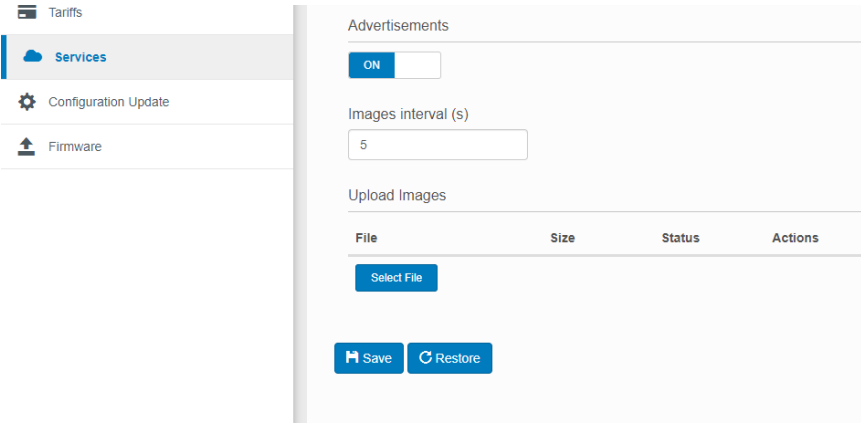 Tariffs
Services
Configuration Update
Firmware
Advertisements
ON
Images interval (s)
5
Upload Images
File Size Status Actions
Select File
Save Restore